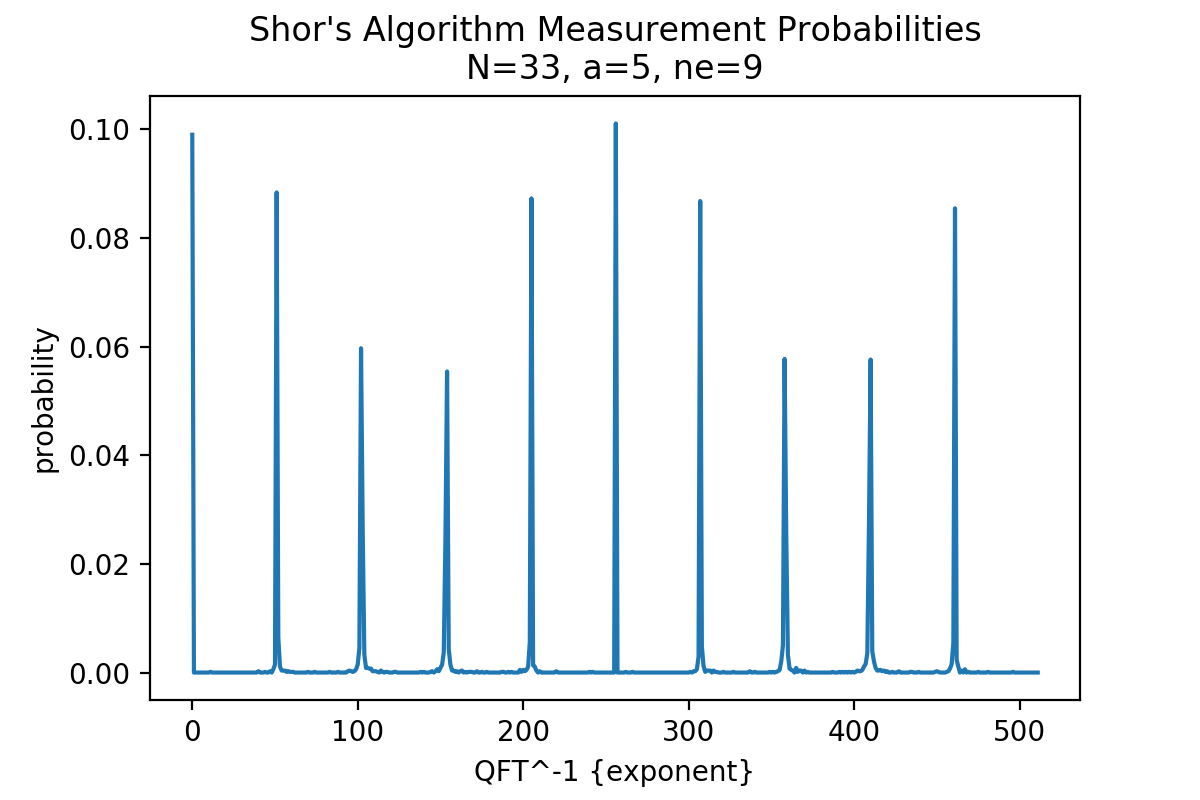 Shor's Algorithm Measurement Probabilities
N=33, a=5, ne=9
0.10
0.08
0.06
0.04
0.02
0.00
probability
0 100 200 300 400 500
QFT^-1 {exponent}